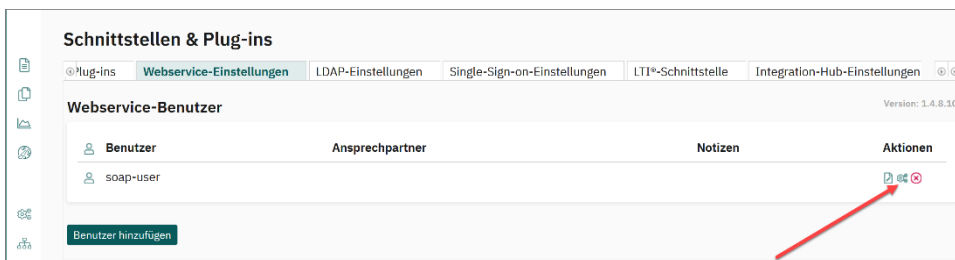 Schnittstellen & Plug-ins
Plug-ins Webservice-Einstellungen LDAP-Einstellungen Single-Sign-on-Einstellungen LTI®-Schnittstelle Integration-Hub-Einstellungen
Webservice-Benutzer Version: 1.4.8.10
Benutzer Ansprechpartner Notizen Aktionen
soap-user
Benutzer hinzufügen